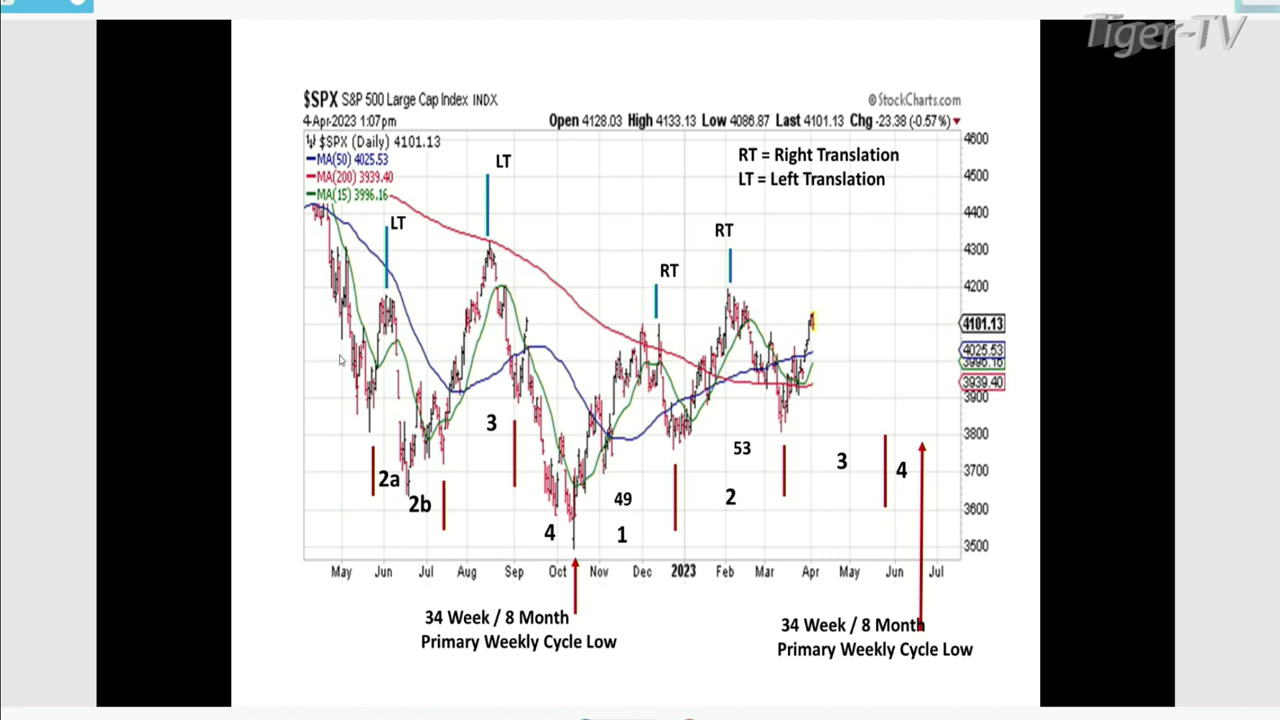 Tiger-TV
$SPX S&P 500 Large Cap Index INDX
© StockCharts.com
4-Apr-2023 1:07pm
Open 4128.03 High 4133.13 Low 4086.87 Last 4101.13 Chg -23.38 (-0.57%)
$SPX (Daily) 4101.13
MA(50) 4025.53
MA(200) 3939.40
MA(15) 3996.16
RT = Right Translation
LT = Left Translation
LT
LT
RT
RT
4600
4500
4400
4300
4200
4101.13
4025.53
3996.16
3939.40
3900
3800
3700
3600
3500
2a
2b
3
4
49
1
53
2
3
4
May Jun Jul Aug Sep Oct Nov Dec 2023 Feb Mar Apr May Jun Jul
34 Week / 8 Month
Primary Weekly Cycle Low
34 Week / 8 Month
Primary Weekly Cycle Low